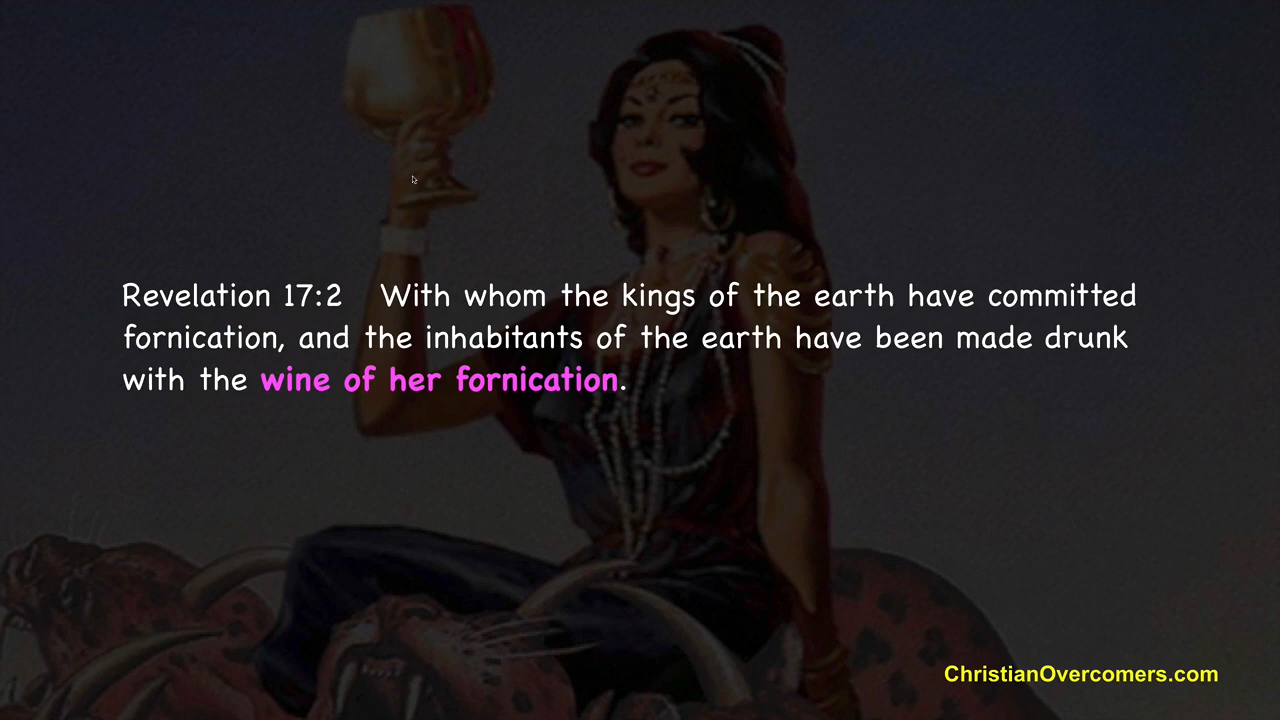 Revelation 17:2 With whom the kings of the earth have committed
fornication, and the inhabitants of the earth have been made drunk
with the wine of her fornication.
ChristianOvercomers.com